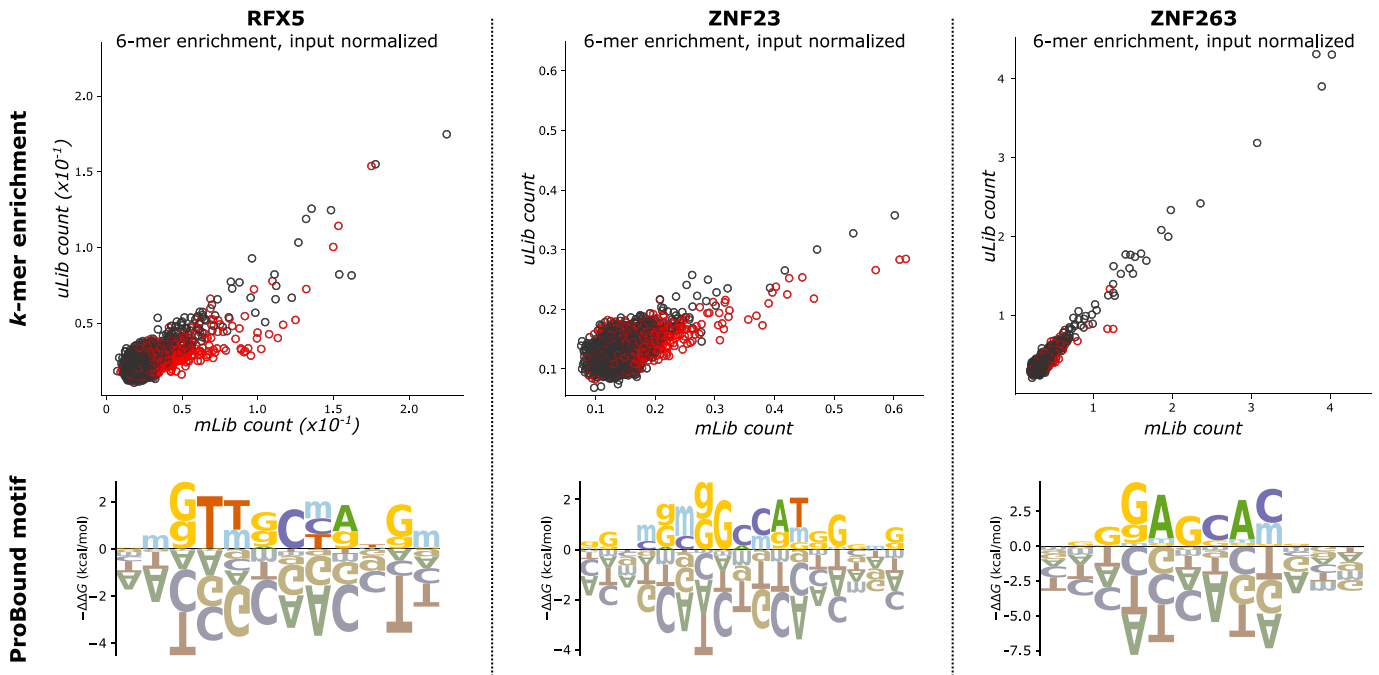 RFX5
6-mer enrichment, input normalized
ZNF23
6-mer enrichment, input normalized
ZNF263
6-mer enrichment, input normalized
k-mer enrichment
uLib count (x10⁻¹)
2.0
1.5
1.0
0.5
0
0.5
1.0
1.5
2.0
mLib count (x10⁻¹)
uLib count
0.6
0.5
0.4
0.3
0.2
0.1
0.1
0.2
0.3
0.4
0.5
0.6
mLib count
uLib count
4
3
2
1
1
2
3
4
mLib count
ProBound motif
−ΔΔG (kcal/mol)
2
0
−2
−4
−ΔΔG (kcal/mol)
2
0
−2
−4
−ΔΔG (kcal/mol)
2.5
0.0
−2.5
−5.0
−7.5